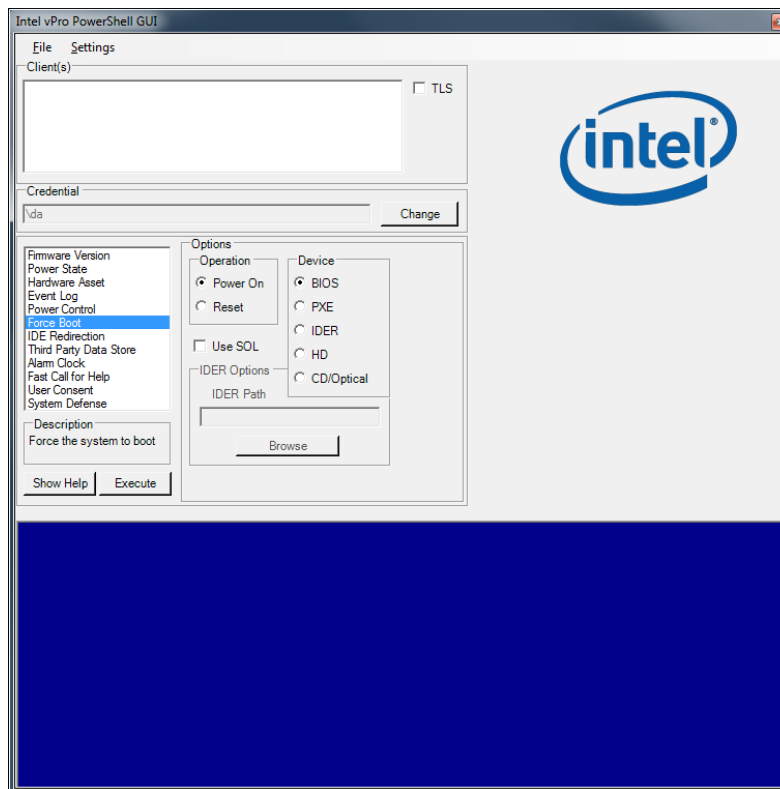 Intel vPro PowerShell GUI
File Settings
Client(s)
TLS
intel®
Credential
\da
Change
Firmware Version
Power State
Hardware Asset
Event Log
Power Control
Force Boot
IDE Redirection
Third Party Data Store
Alarm Clock
Fast Call for Help
User Consent
System Defense
Description
Force the system to boot
Show Help Execute
Options
Operation
Power On
Reset
Use SOL
Device
BIOS
PXE
IDER
HD
CD/Optical
IDER Options
IDER Path
Browse